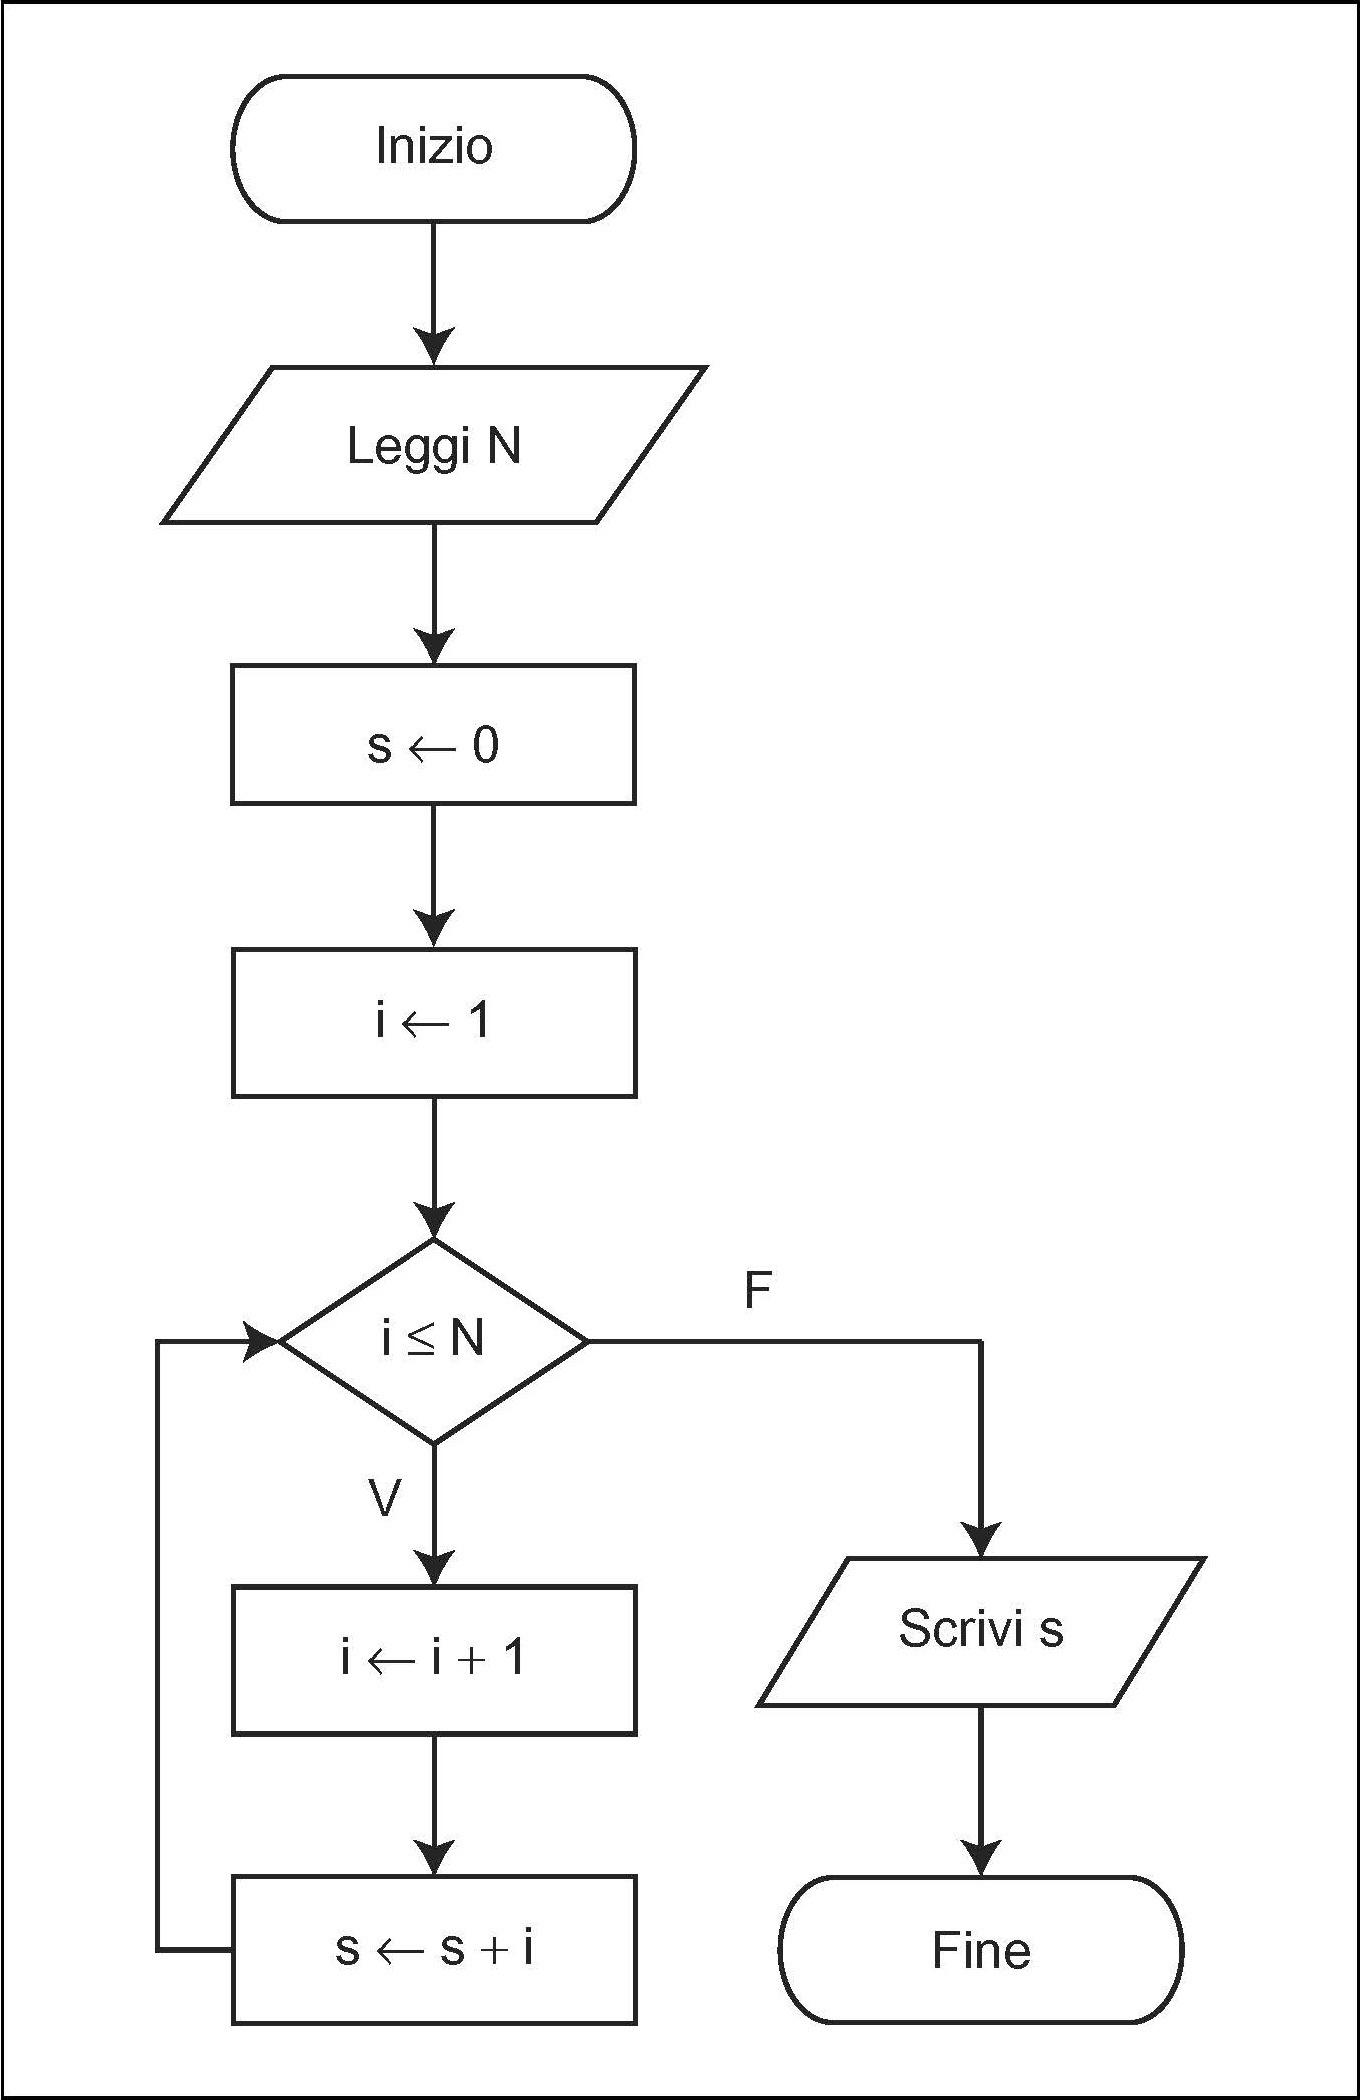 Inizio
Leggi N
s ← 0
i ← 1
i ≤ N
F
V
i ← i + 1
Scrivi s
s ← s + i
Fine